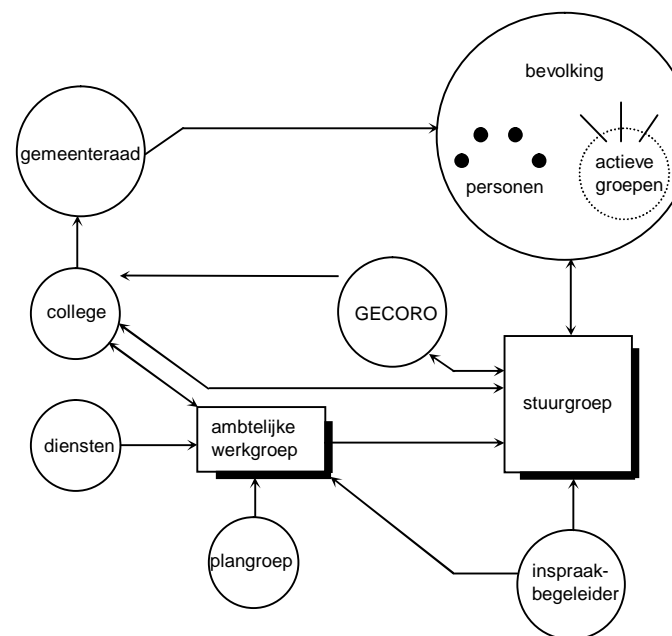 bevolking
gemeenteraad
actieve
groepen
personen
college
GECORO
stuurgroep
ambtelijke
werkgroep
diensten
plangroep
inspraak-
begeleider